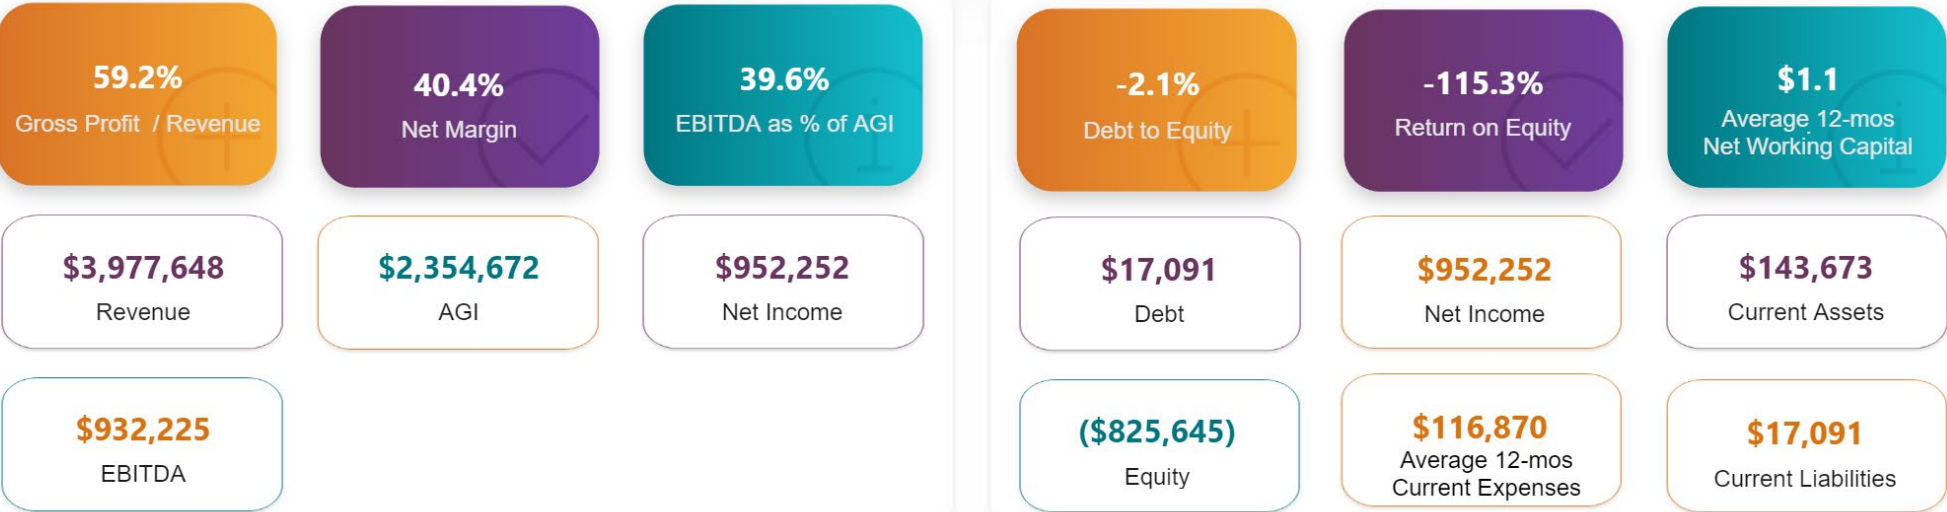 59.2%
Gross Profit / Revenue
40.4%
Net Margin
39.6%
EBITDA as % of AGI
-2.1%
Debt to Equity
-115.3%
Return on Equity
$1.1
Average 12-mos
Net Working Capital
$3,977,648
Revenue
$2,354,672
AGI
$952,252
Net Income
$17,091
Debt
$952,252
Net Income
$143,673
Current Assets
$932,225
EBITDA
($825,645)
Equity
$116,870
Average 12-mos
Current Expenses
$17,091
Current Liabilities